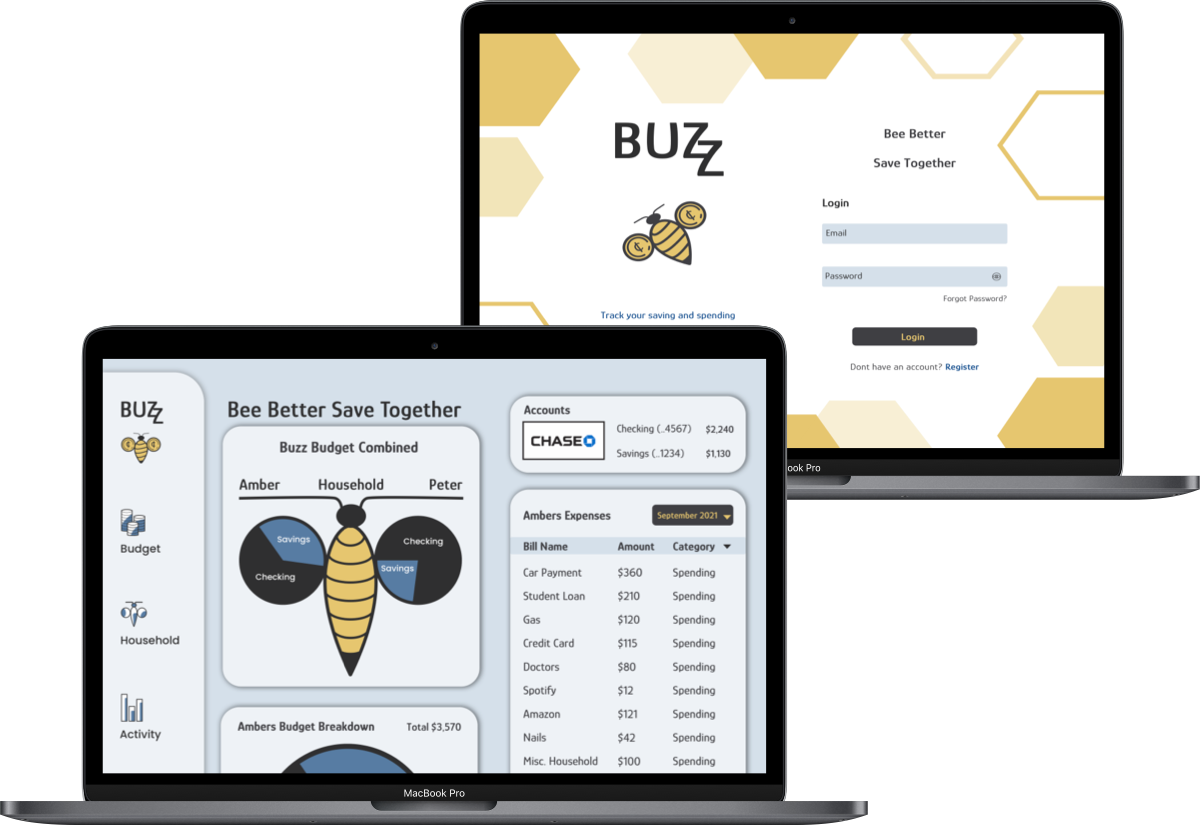 BUZZ
Bee Better
Save Together
Login
Email
Password
Forgot Password?
Track your saving and spending
Login
Dont have an account? Register
ook Pro
BUZZ
Budget
Household
Activity
Bee Better Save Together
Buzz Budget Combined
Amber Household Peter
Savings
Checking
Checking
Savings
Ambers Budget Breakdown Total $3,570
Accounts
CHASE
Checking (..4567) $2,240
Savings (..1234) $1,130
Ambers Expenses September 2021
Bill Name Amount Category
Car Payment $360 Spending
Student Loan $210 Spending
Gas $120 Spending
Credit Card $115 Spending
Doctors $80 Spending
Spotify $12 Spending
Amazon $121 Spending
Nails $42 Spending
Misc. Household $100 Spending
MacBook Pro